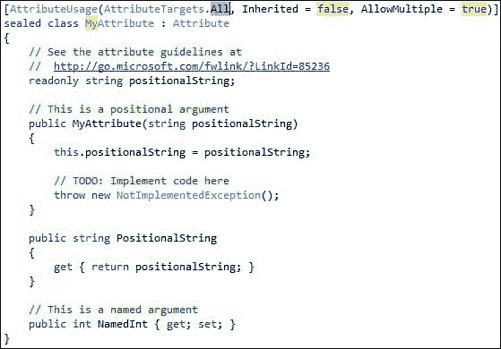 [AttributeUsage(AttributeTargets.All, Inherited = false, AllowMultiple = true)]
sealed class MyAttribute : Attribute
{
    // See the attribute guidelines at
    //  http://go.microsoft.com/fwlink/?LinkId=85236
    readonly string positionalString;

    // This is a positional argument
    public MyAttribute(string positionalString)
    {
        this.positionalString = positionalString;

        // TODO: Implement code here
        throw new NotImplementedException();
    }

    public string PositionalString
    {
        get { return positionalString; }
    }

    // This is a named argument
    public int NamedInt { get; set; }
}